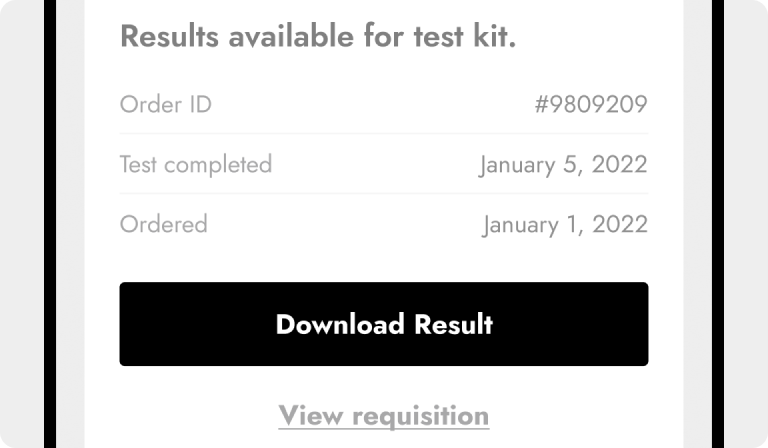 Results available for test kit.
Order ID #9809209
Test completed January 5, 2022
Ordered January 1, 2022
Download Result
View requisition